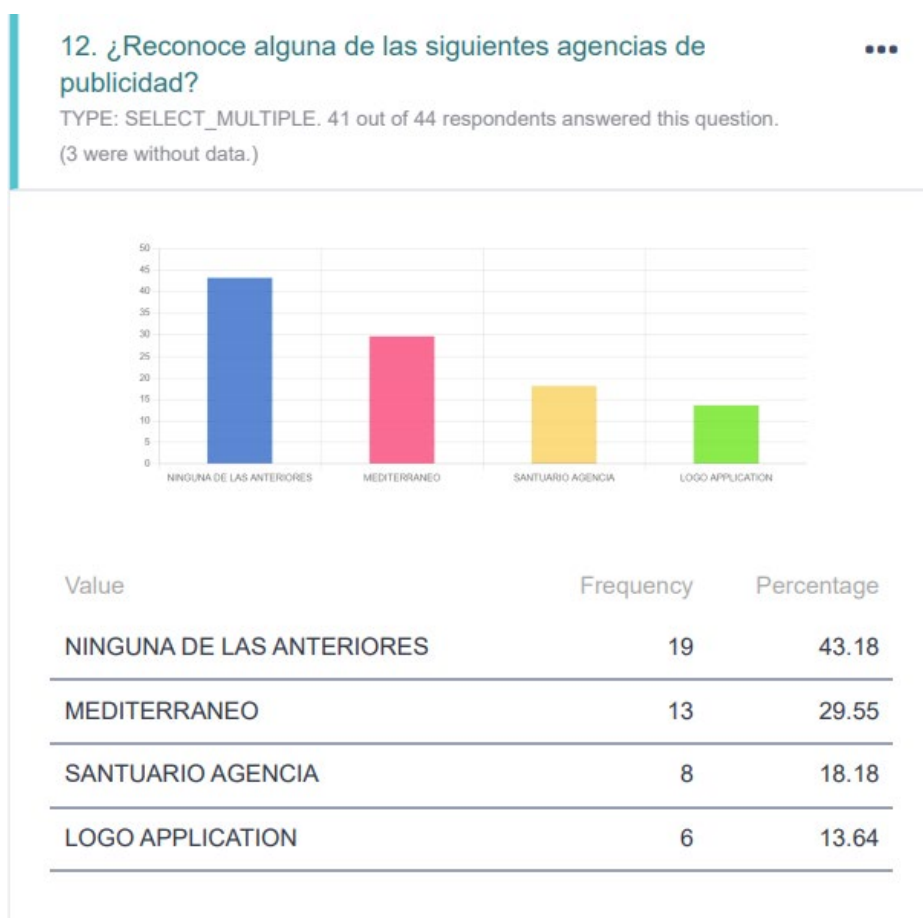 12. ¿Reconoce alguna de las siguientes agencias de
publicidad?
TYPE: SELECT_MULTIPLE. 41 out of 44 respondents answered this question.
(3 were without data.)
50
45
40
35
30
25
20
15
10
5
0
NINGUNA DE LAS ANTERIORES MEDITERRANEO SANTUARIO AGENCIA LOGO APPLICATION
Value Frequency Percentage
NINGUNA DE LAS ANTERIORES 19 43.18
MEDITERRANEO 13 29.55
SANTUARIO AGENCIA 8 18.18
LOGO APPLICATION 6 13.64